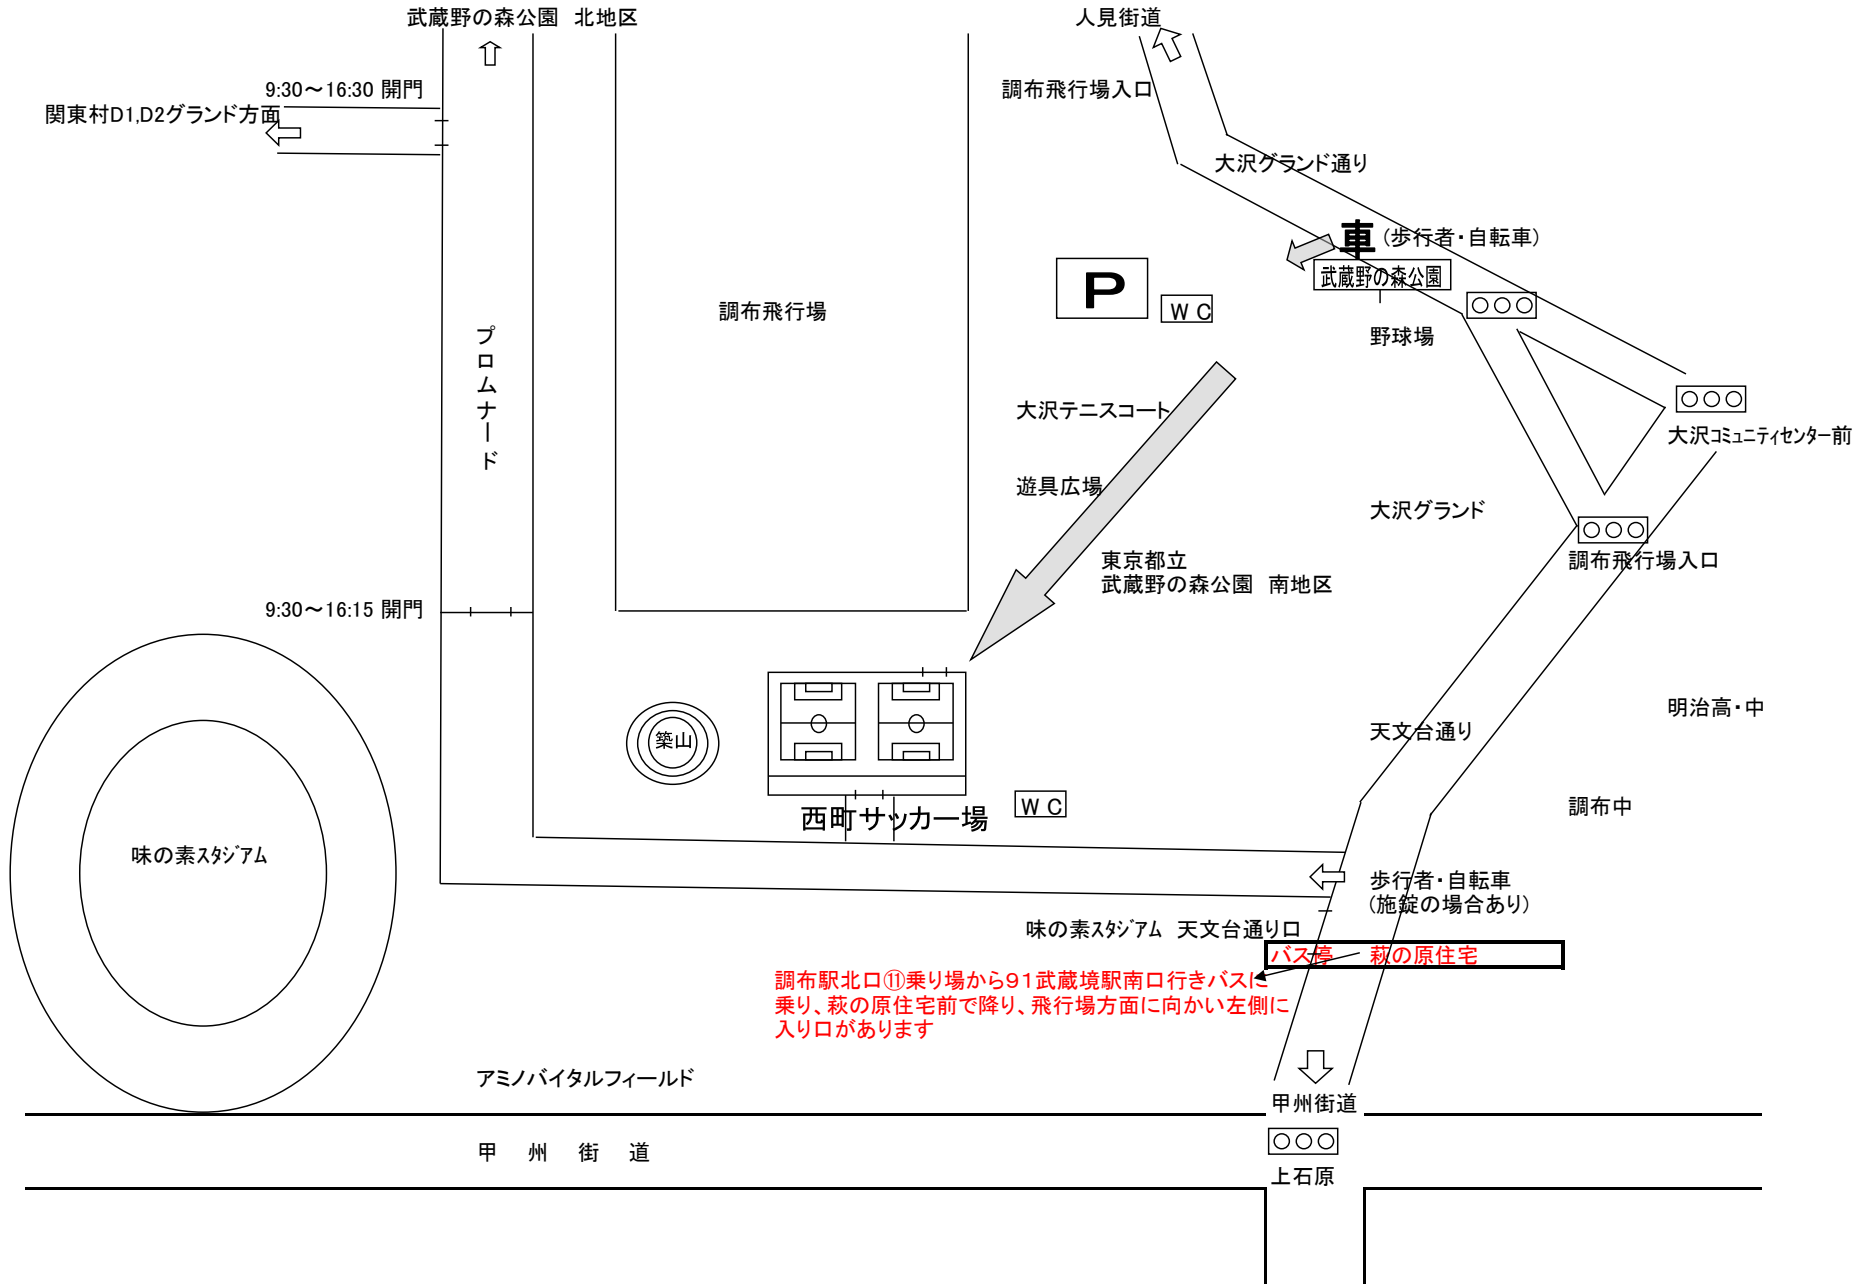 武蔵野の森公園 北地区
人見街道
9:30～16:30 開門
調布飛行場入口
関東村D1,D2グランド方面
大沢グランド通り
車 (歩行者・自転車)
武蔵野の森公園
P
W C
調布飛行場
プロムナード
野球場
大沢テニスコート
大沢コミュニティセンター前
遊具広場
大沢グランド
東京都立
武蔵野の森公園 南地区
調布飛行場入口
9:30～16:15 開門
明治高・中
天文台通り
築山
西町サッカー場
W C
調布中
味の素スタジアム
歩行者・自転車
(施錠の場合あり)
味の素スタジアム 天文台通り口
バス停 萩の原住宅
調布駅北口⑪乗り場から91武蔵境駅南口行きバスに
乗り、萩の原住宅前で降り、飛行場方面に向かい左側に
入り口があります
アミノバイタルフィールド
甲州街道
甲 州 街 道
上石原